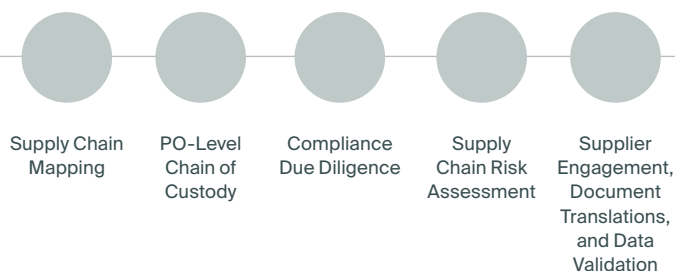 Supply Chain
Mapping
PO-Level
Chain of
Custody
Compliance
Due Diligence
Supply
Chain Risk
Assessment
Supplier
Engagement,
Document
Translations,
and Data
Validation